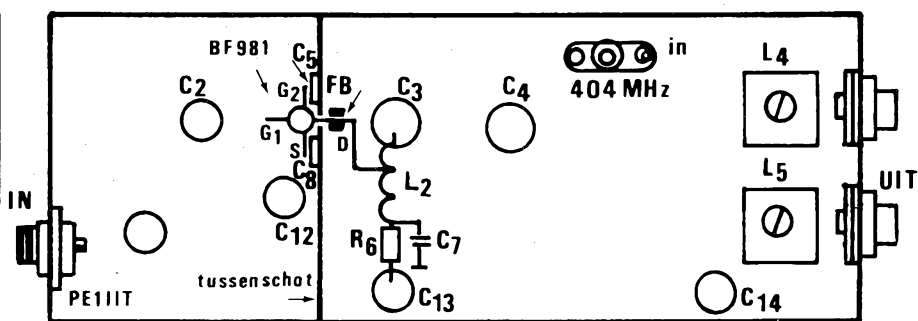 BF981
C5
in
L4
C2
G2
FB
C3
C4
404 MHz
G1
S
D
C8
L2
L5
UIT
IN
C12
R6
C7
PE1IIT
tussenschot
C13
C14